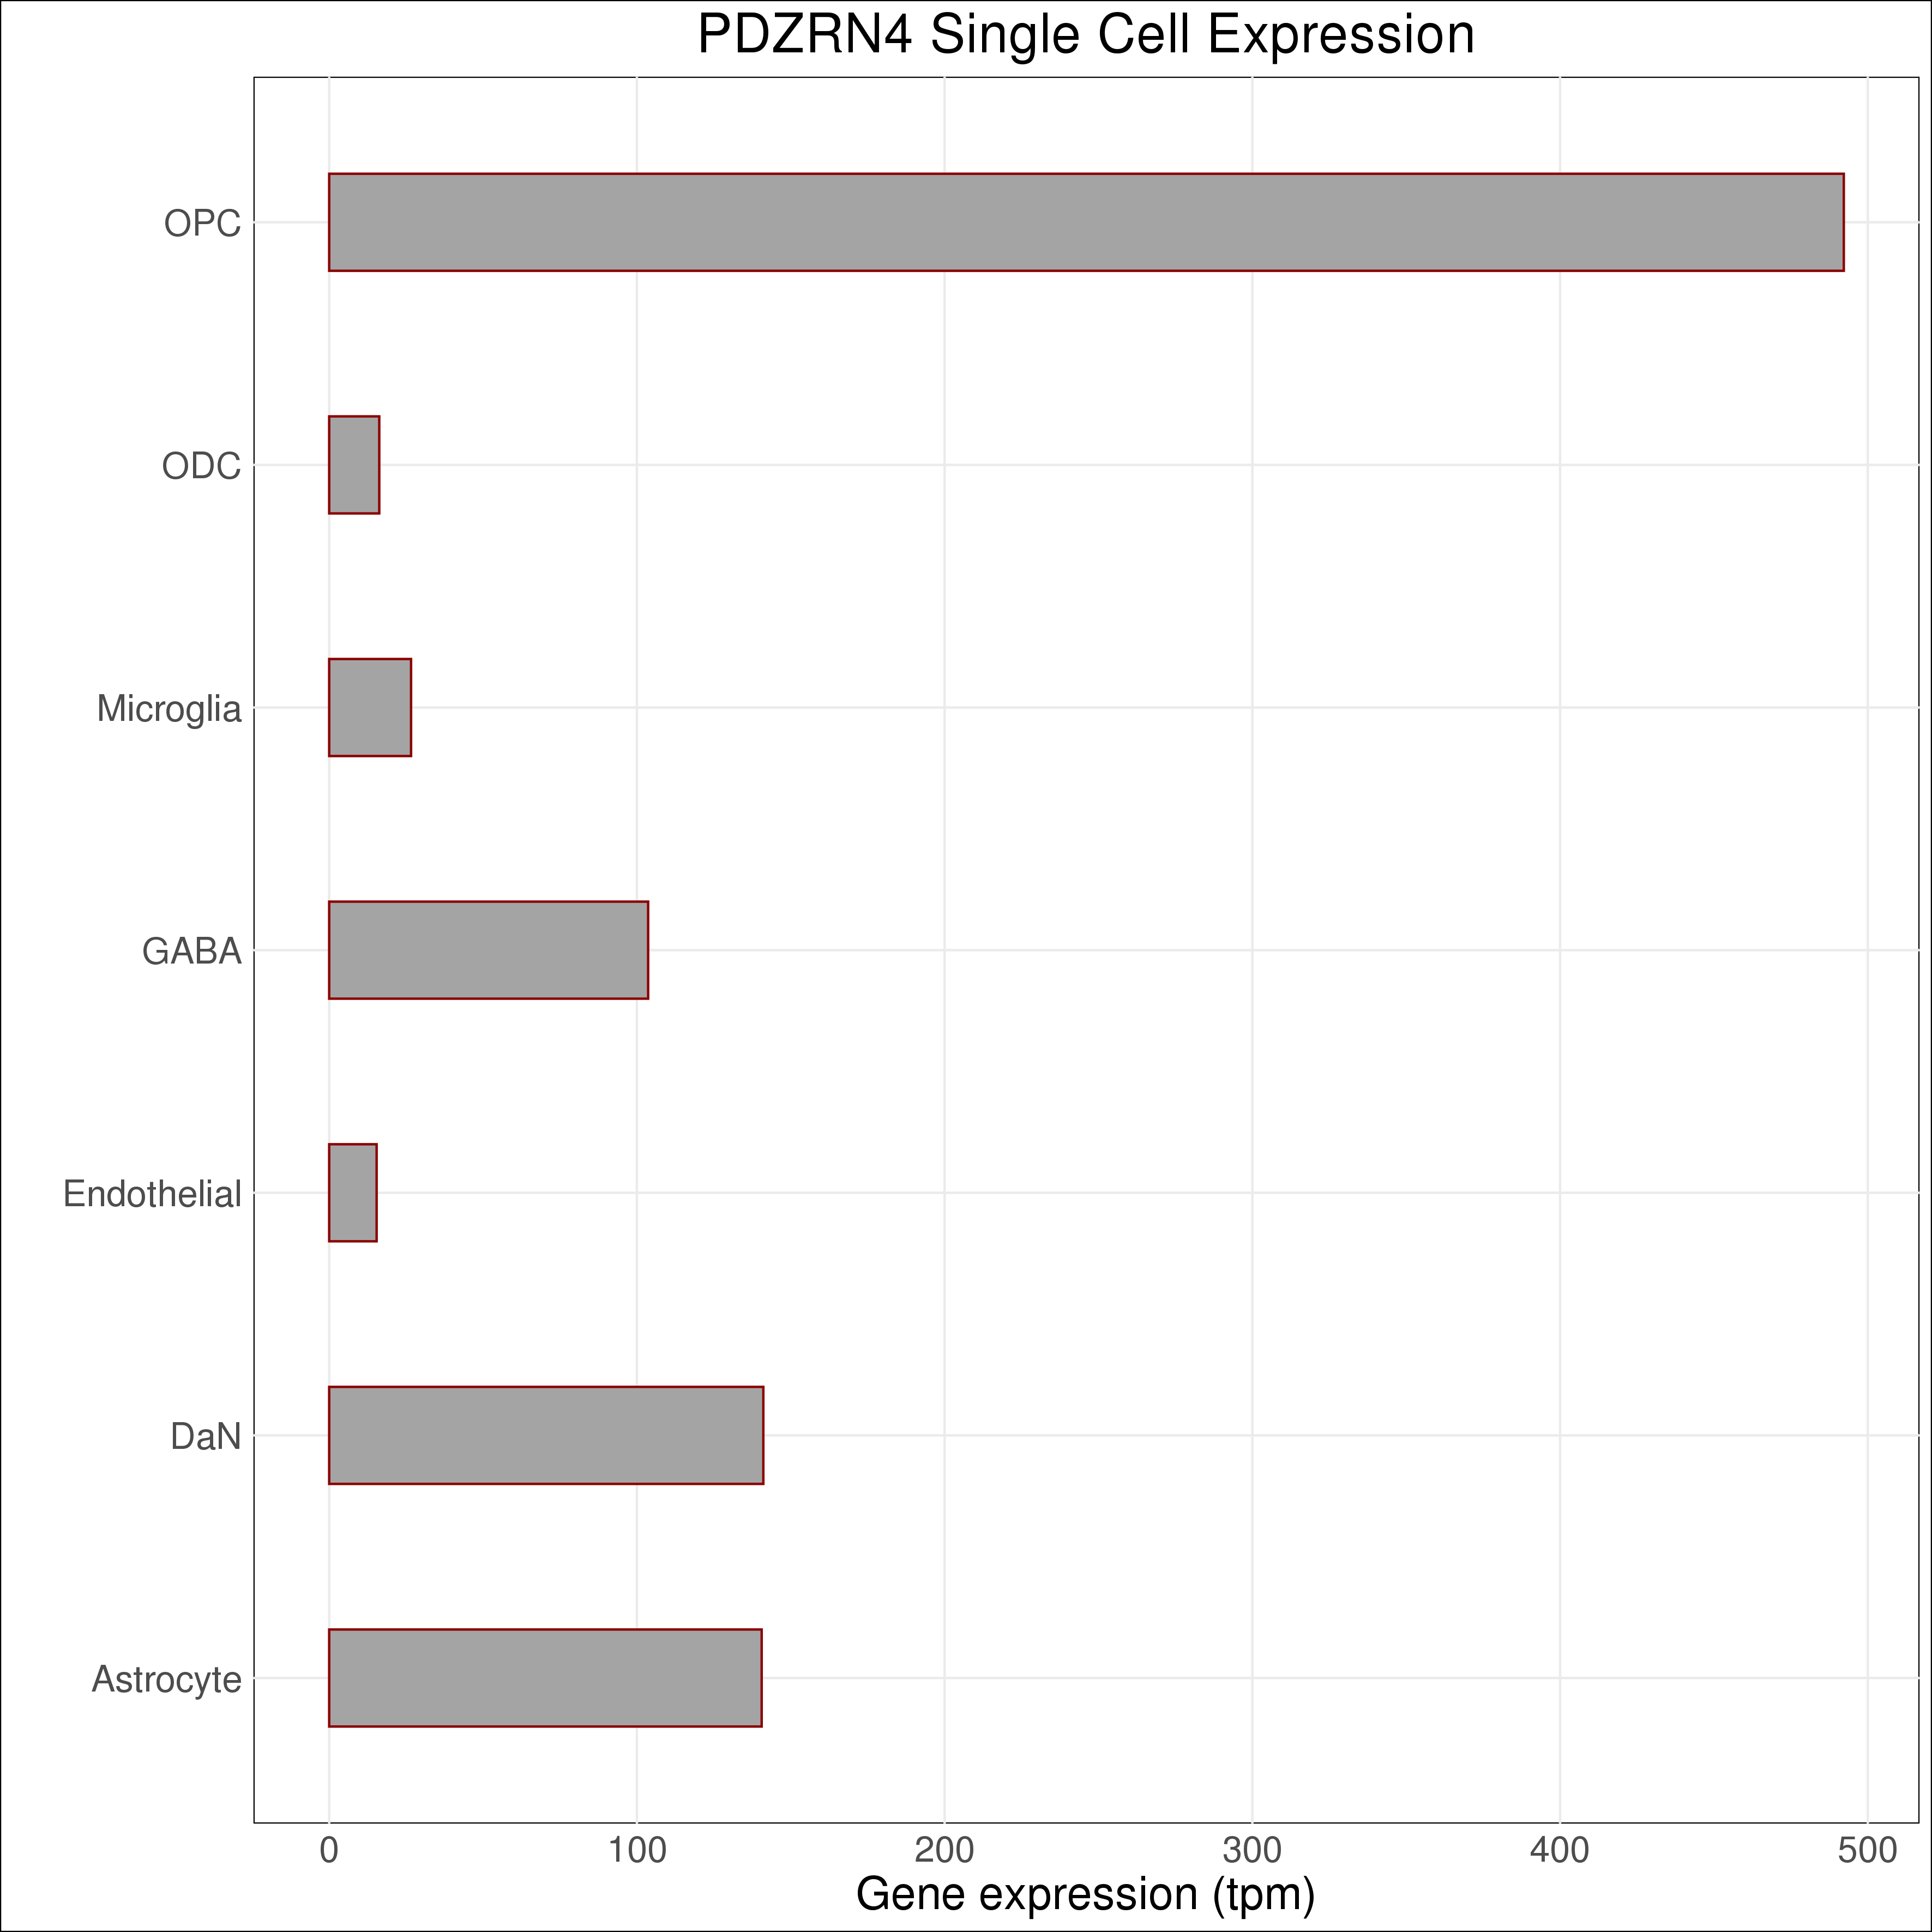 PDZRN4 Single Cell Expression
OPC
ODC
Microglia
GABA
Endothelial
DaN
Astrocyte
0 100 200 300 400 500
Gene expression (tpm)